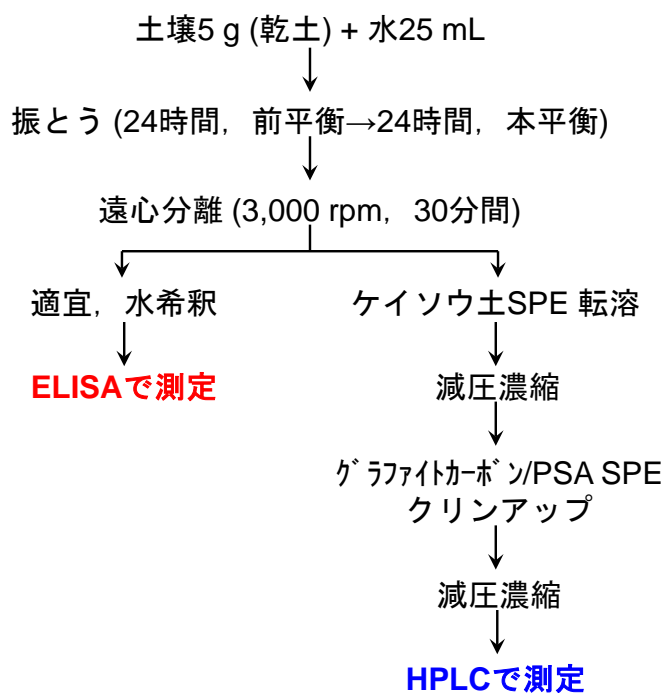 土壌5 g (乾土) + 水25 mL
振とう (24時間，前平衡→24時間，本平衡)
遠心分離 (3,000 rpm，30分間)
適宜，水希釈
ELISAで測定
ケイソウ土SPE 転溶
減圧濃縮
ｸﾞﾗﾌｧｲﾄｶｰﾎﾞﾝ/PSA SPE
クリンアップ
減圧濃縮
HPLCで測定